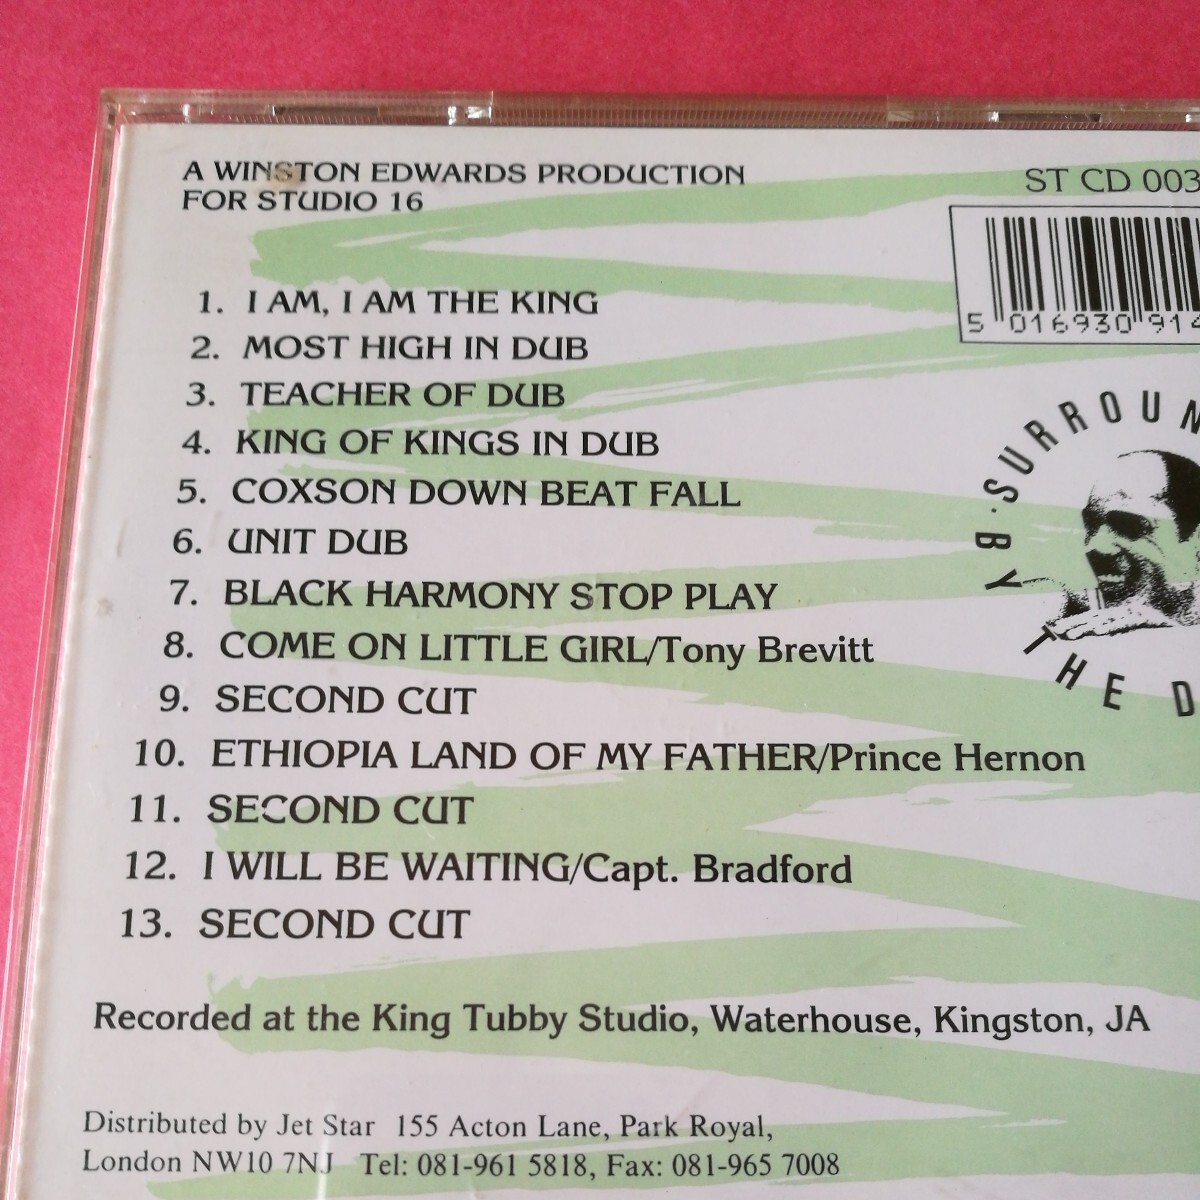 A WINSTON EDWARDS PRODUCTION
FOR STUDIO 16
ST CD 003
5 016930 914
1. I AM, I AM THE KING
2. MOST HIGH IN DUB
3. TEACHER OF DUB
4. KING OF KINGS IN DUB
5. COXSON DOWN BEAT FALL
6. UNIT DUB
7. BLACK HARMONY STOP PLAY
8. COME ON LITTLE GIRL/Tony Brevitt
9. SECOND CUT
10. ETHIOPIA LAND OF MY FATHER/Prince Hernon
11. SECOND CUT
12. I WILL BE WAITING/Capt. Bradford
13. SECOND CUT
BY THE D
Recorded at the King Tubby Studio, Waterhouse, Kingston, JA
Distributed by Jet Star 155 Acton Lane, Park Royal,
London NW10 7NJ Tel: 081-961 5818, Fax: 081-965 7008